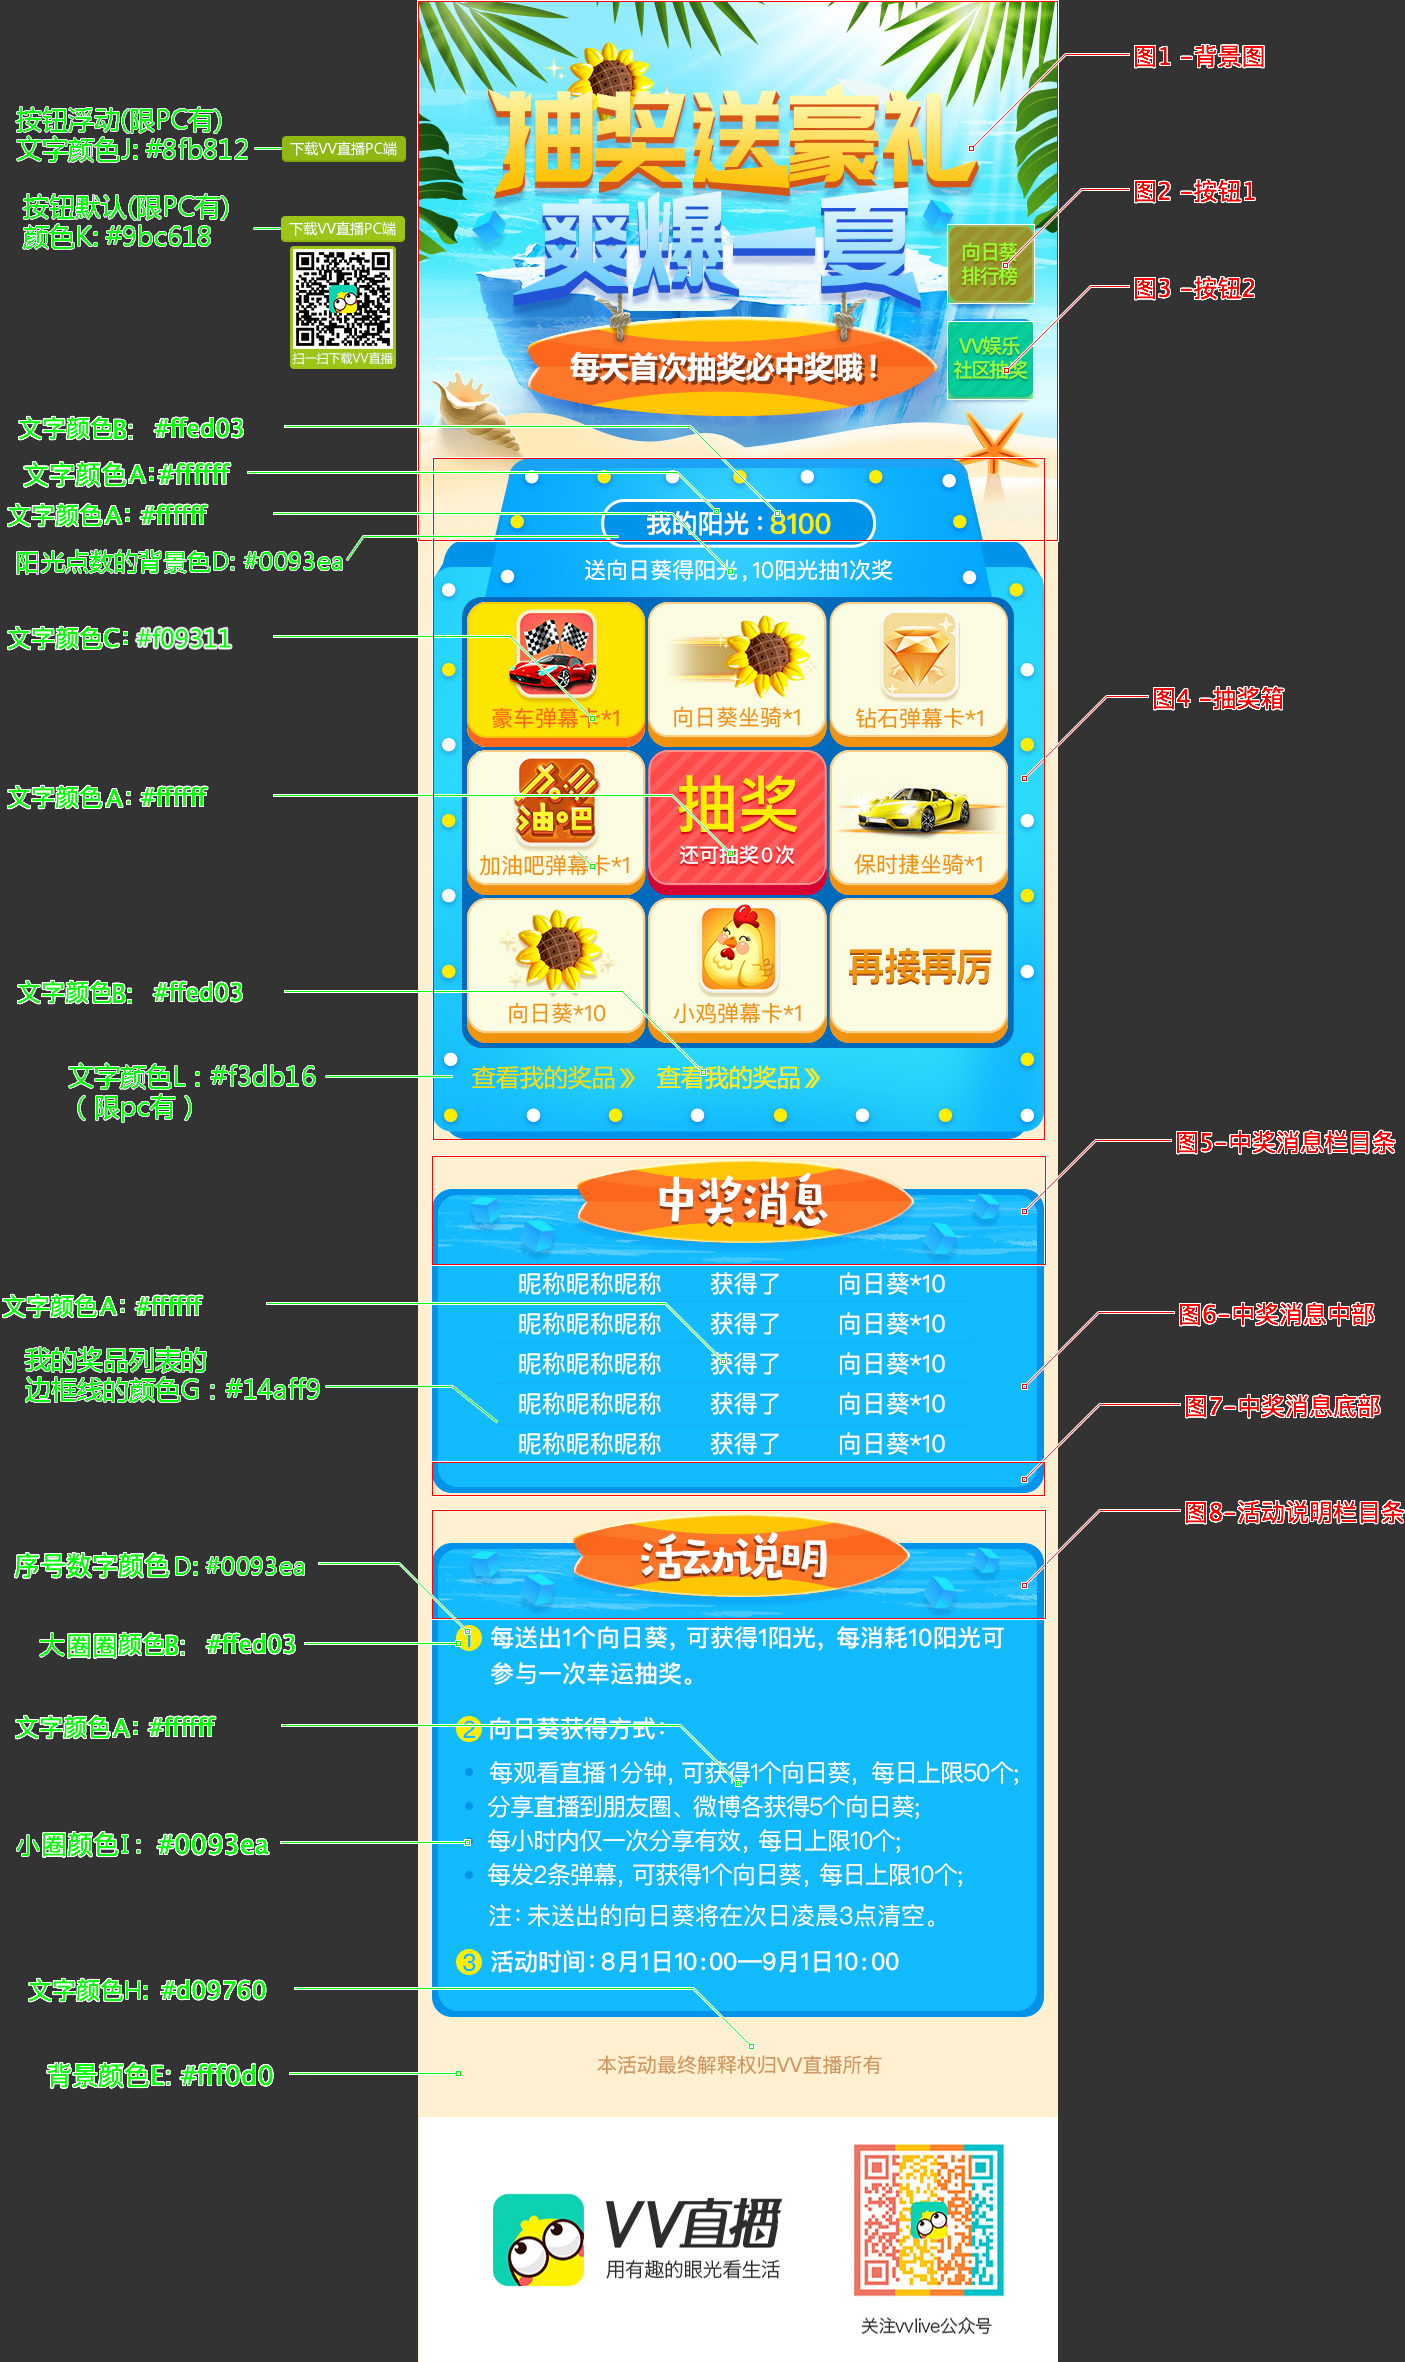 抽奖送豪礼
爽爆一夏
每天首次抽奖必中奖哦！
向日葵
排行榜
VV娱乐
社区抽奖
图1 -背景图
图2 -按钮1
图3 -按钮2
按钮浮动(限PC有)
文字颜色J: #8fb812
下载VV直播PC端
按钮默认(限PC有)
颜色K: #9bc618
下载VV直播PC端
扫一扫下载VV直播
文字颜色B: #ffed03
文字颜色A:#ffffff
文字颜色A: #ffffff
阳光点数的背景色D: #0093ea
我的阳光：8100
送向日葵得阳光,10阳光抽1次奖
文字颜色C: #f09311
豪车弹幕卡*1
向日葵坐骑*1
钻石弹幕卡*1
图4 -抽奖箱
文字颜色A: #ffffff
加油吧
加油吧弹幕卡*1
抽奖
还可抽奖0次
保时捷坐骑*1
文字颜色B: #ffed03
向日葵*10
小鸡弹幕卡*1
再接再厉
文字颜色L：#f3db16
（限pc有）
查看我的奖品》
查看我的奖品》
图5-中奖消息栏目条
中奖消息
文字颜色A: #ffffff
昵称昵称昵称 获得了 向日葵*10
昵称昵称昵称 获得了 向日葵*10
昵称昵称昵称 获得了 向日葵*10
昵称昵称昵称 获得了 向日葵*10
昵称昵称昵称 获得了 向日葵*10
图6-中奖消息中部
我的奖品列表的
边框线的颜色G：#14aff9
图7-中奖消息底部
图8-活动说明栏目条
活动说明
序号数字颜色 D: #0093ea
大圈圈颜色B: #ffed03
1 每送出1个向日葵，可获得1阳光，每消耗10阳光可
参与一次幸运抽奖。
文字颜色A: #ffffff
2 向日葵获得方式：
每观看直播1分钟, 可获得1个向日葵，每日上限50个;
分享直播到朋友圈、微博各获得5个向日葵;
小圈颜色I: #0093ea
每小时内仅一次分享有效, 每日上限10个;
每发2条弹幕, 可获得1个向日葵, 每日上限10个;
注: 未送出的向日葵将在次日凌晨3点清空。
3 活动时间: 8月1日10:00—9月1日10:00
文字颜色H: #d09760
背景颜色E: #fff0d0
本活动最终解释权归VV直播所有
VV直播
用有趣的眼光看生活
关注vvlive公众号